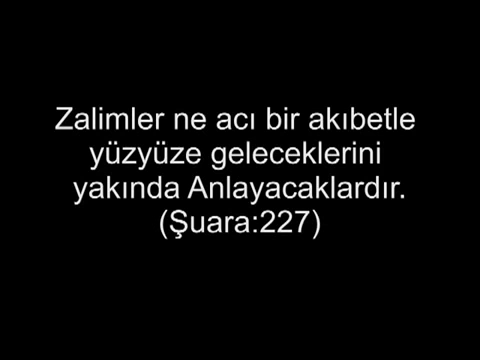 Zalimler ne acı bir akıbetle
yüzyüze geleceklerini
yakında Anlayacaklardır.
(Şuara:227)